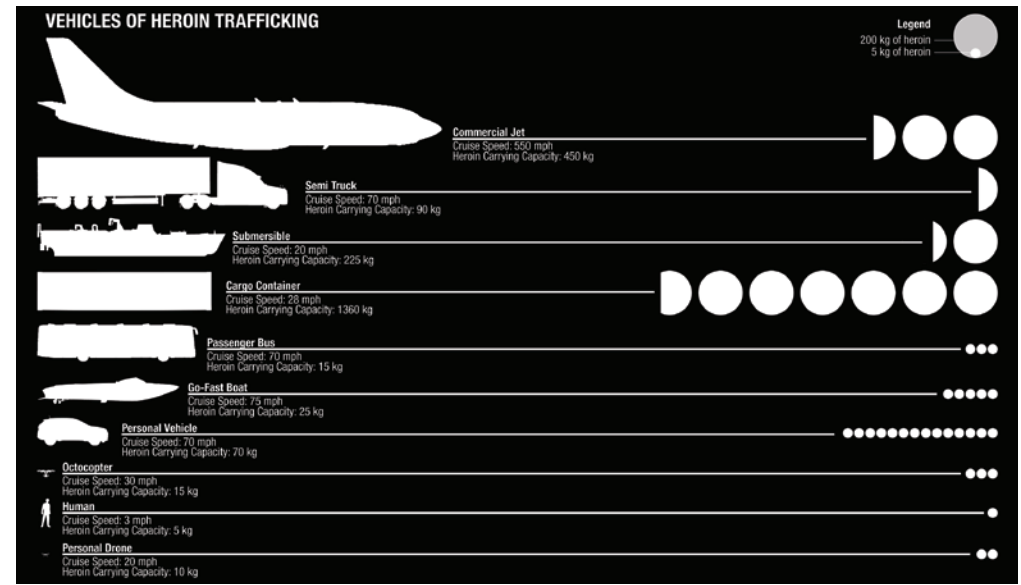 VEHICLES OF HEROIN TRAFFICKING
Legend
200 kg of heroin
5 kg of heroin
Commercial Jet
Cruise Speed: 550 mph
Heroin Carrying Capacity: 450 kg
Semi Truck
Cruise Speed: 70 mph
Heroin Carrying Capacity: 90 kg
Submersible
Cruise Speed: 20 mph
Heroin Carrying Capacity: 225 kg
Cargo Container
Cruise Speed: 28 mph
Heroin Carrying Capacity: 1360 kg
Passenger Bus
Cruise Speed: 70 mph
Heroin Carrying Capacity: 15 kg
Go-Fast Boat
Cruise Speed: 75 mph
Heroin Carrying Capacity: 25 kg
Personal Vehicle
Cruise Speed: 70 mph
Heroin Carrying Capacity: 70 kg
Octocopter
Cruise Speed: 30 mph
Heroin Carrying Capacity: 15 kg
Human
Cruise Speed: 3 mph
Heroin Carrying Capacity: 5 kg
Personal Drone
Cruise Speed: 20 mph
Heroin Carrying Capacity: 10 kg